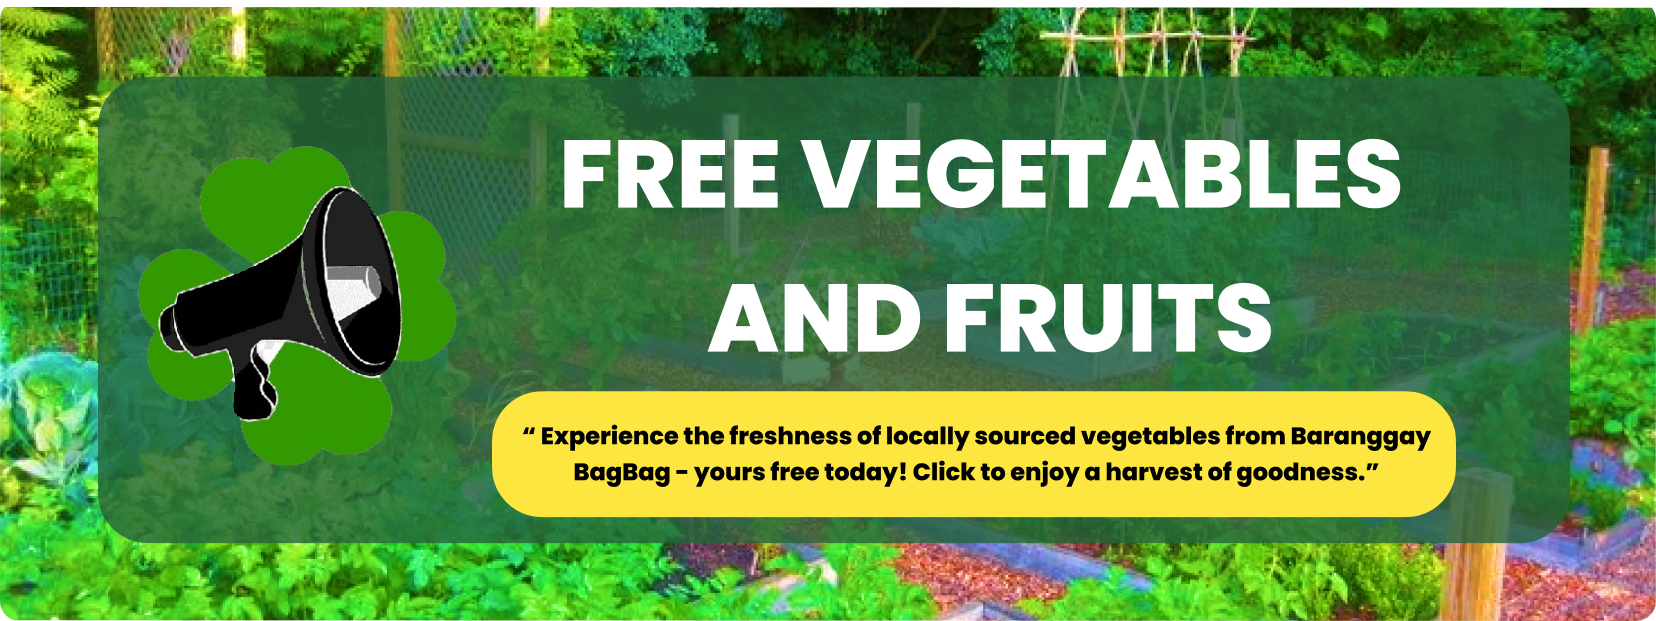 FREE VEGETABLES
AND FRUITS
“ Experience the freshness of locally sourced vegetables from Baranggay
BagBag - yours free today! Click to enjoy a harvest of goodness.”